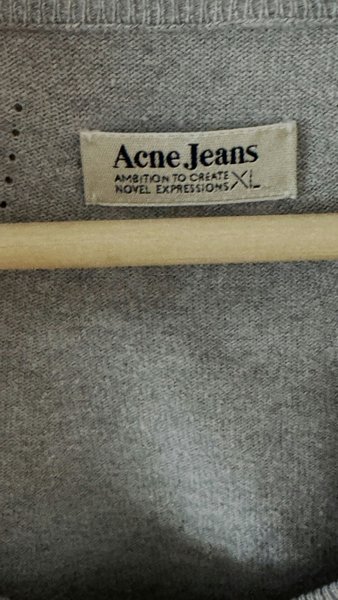 Acne Jeans
AMBITION TO CREATE
NOVEL EXPRESSIONS XL